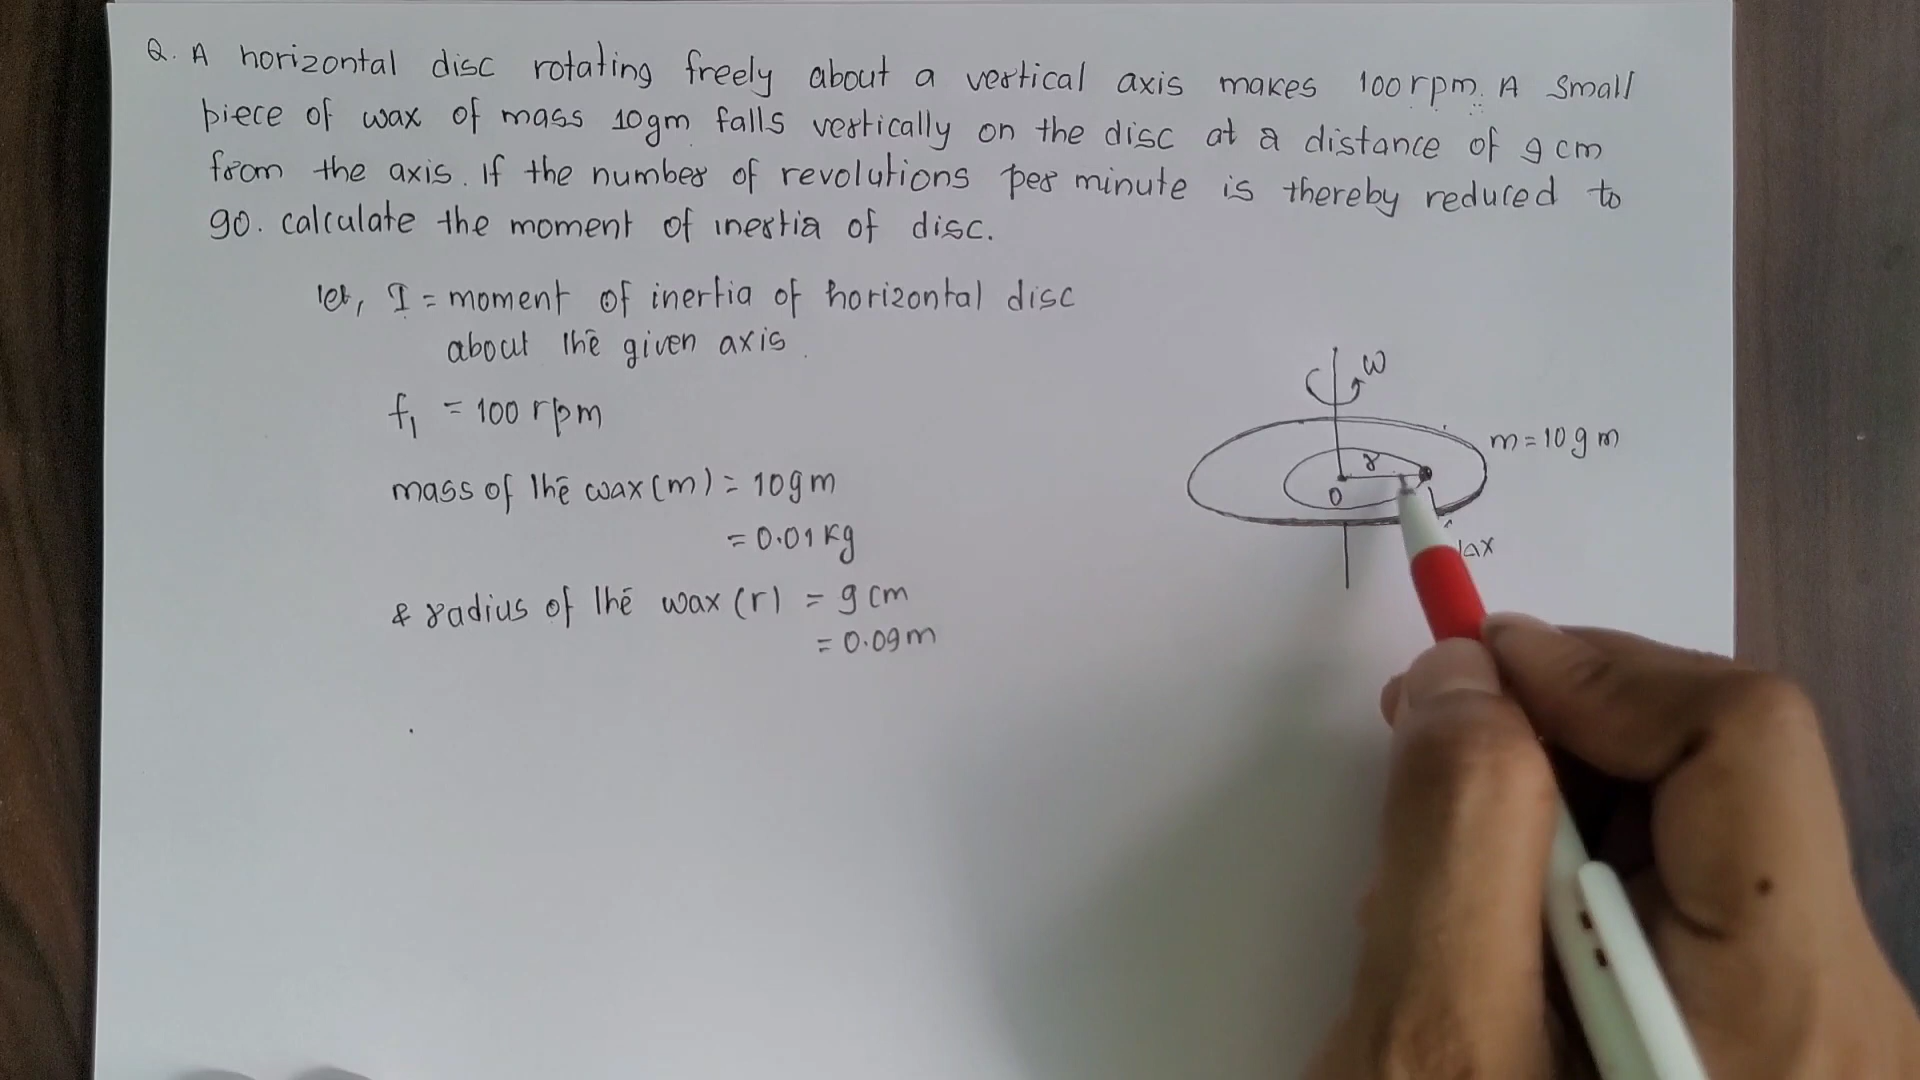 Q. A horizontal disc rotating freely about a vertical axis makes 100 rpm. A small
piece of wax of mass 10gm falls vertically on the disc at a distance of 9 cm
from the axis. If the number of revolutions per minute is thereby reduced to
90. calculate the moment of inertia of disc.
let, I = moment of inertia of horizontal disc
about the given axis.
f₁ = 100 rpm
mass of the wax (m) = 10gm
= 0.01 kg
& radius of the wax (r) = 9 cm
= 0.09m
ω
m = 10 gm
r
O